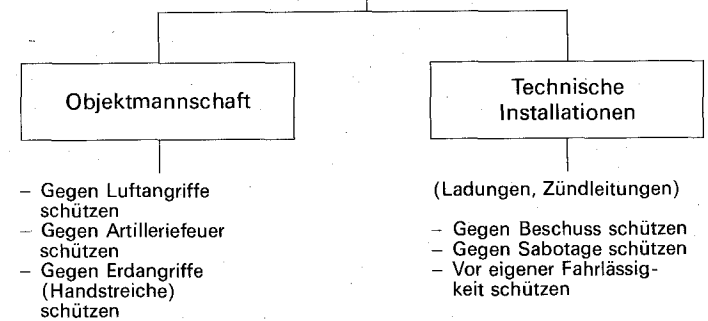 Objektmannschaft
– Gegen Luftangriffe
schützen
– Gegen Artilleriefeuer
schützen
– Gegen Erdangriffe
(Handstreiche)
schützen
Technische
Installationen
(Ladungen, Zündleitungen)
– Gegen Beschuss schützen
– Gegen Sabotage schützen
– Vor eigener Fahrlässig-
keit schützen